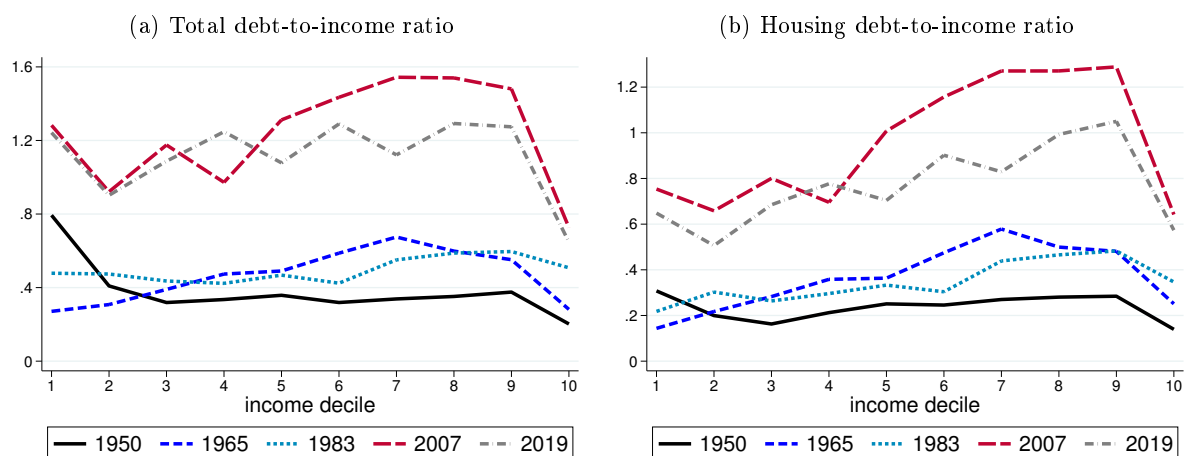 (a) Total debt-to-income ratio
1.6
1.2
.8
.4
0
1 2 3 4 5 6 7 8 9 10
income decile
1950 1965 1983 2007 2019
(b) Housing debt-to-income ratio
1.2
1
.8
.6
.4
.2
0
1 2 3 4 5 6 7 8 9 10
income decile
1950 1965 1983 2007 2019